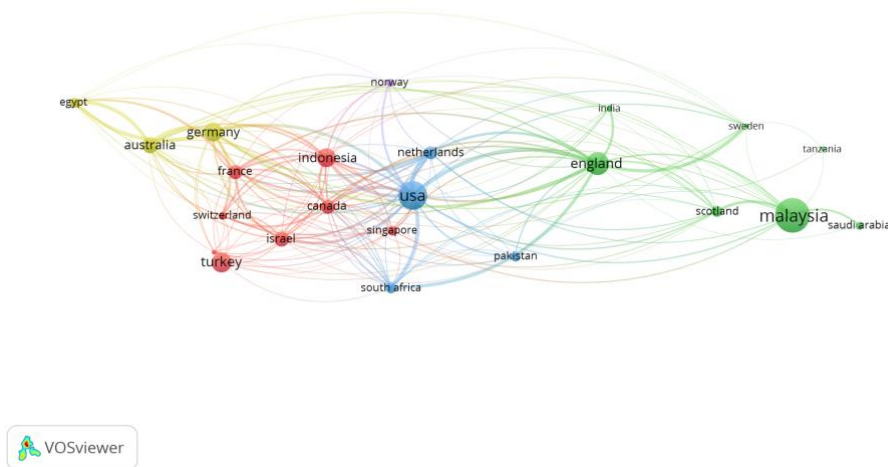 norway
egypt
india
germany
sweden
australia
tanzania
indonesia
netherlands
france
england
usa
canada
switzerland
scotland
malaysia
saudi arabia
singapore
israel
turkey
pakistan
south africa
VOSviewer